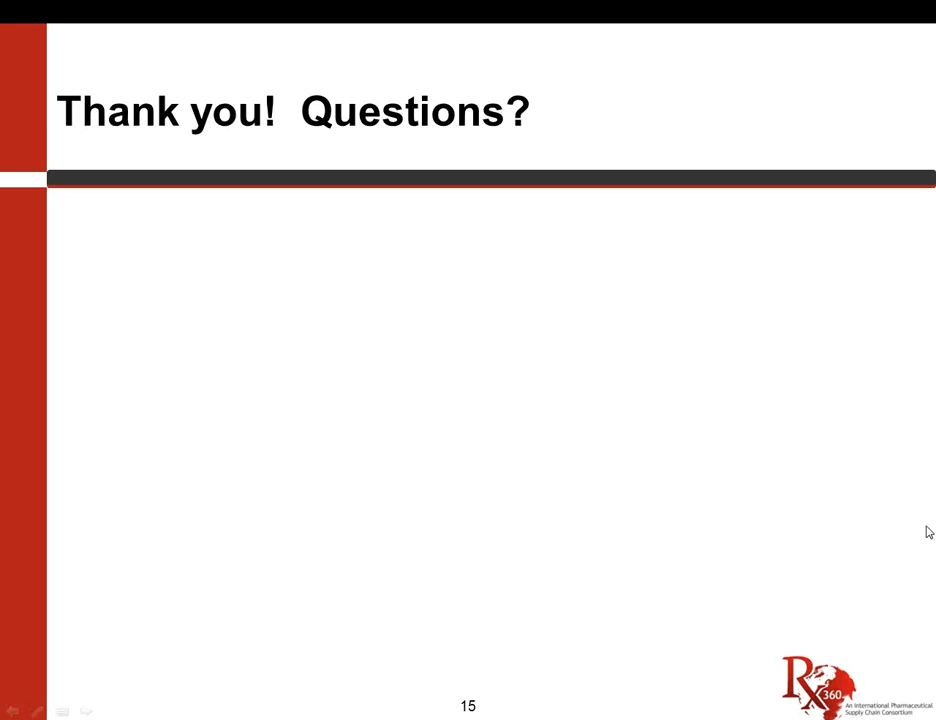 Thank you!  Questions?
15
Rx
360
An International Pharmaceutical
Supply Chain Consortium